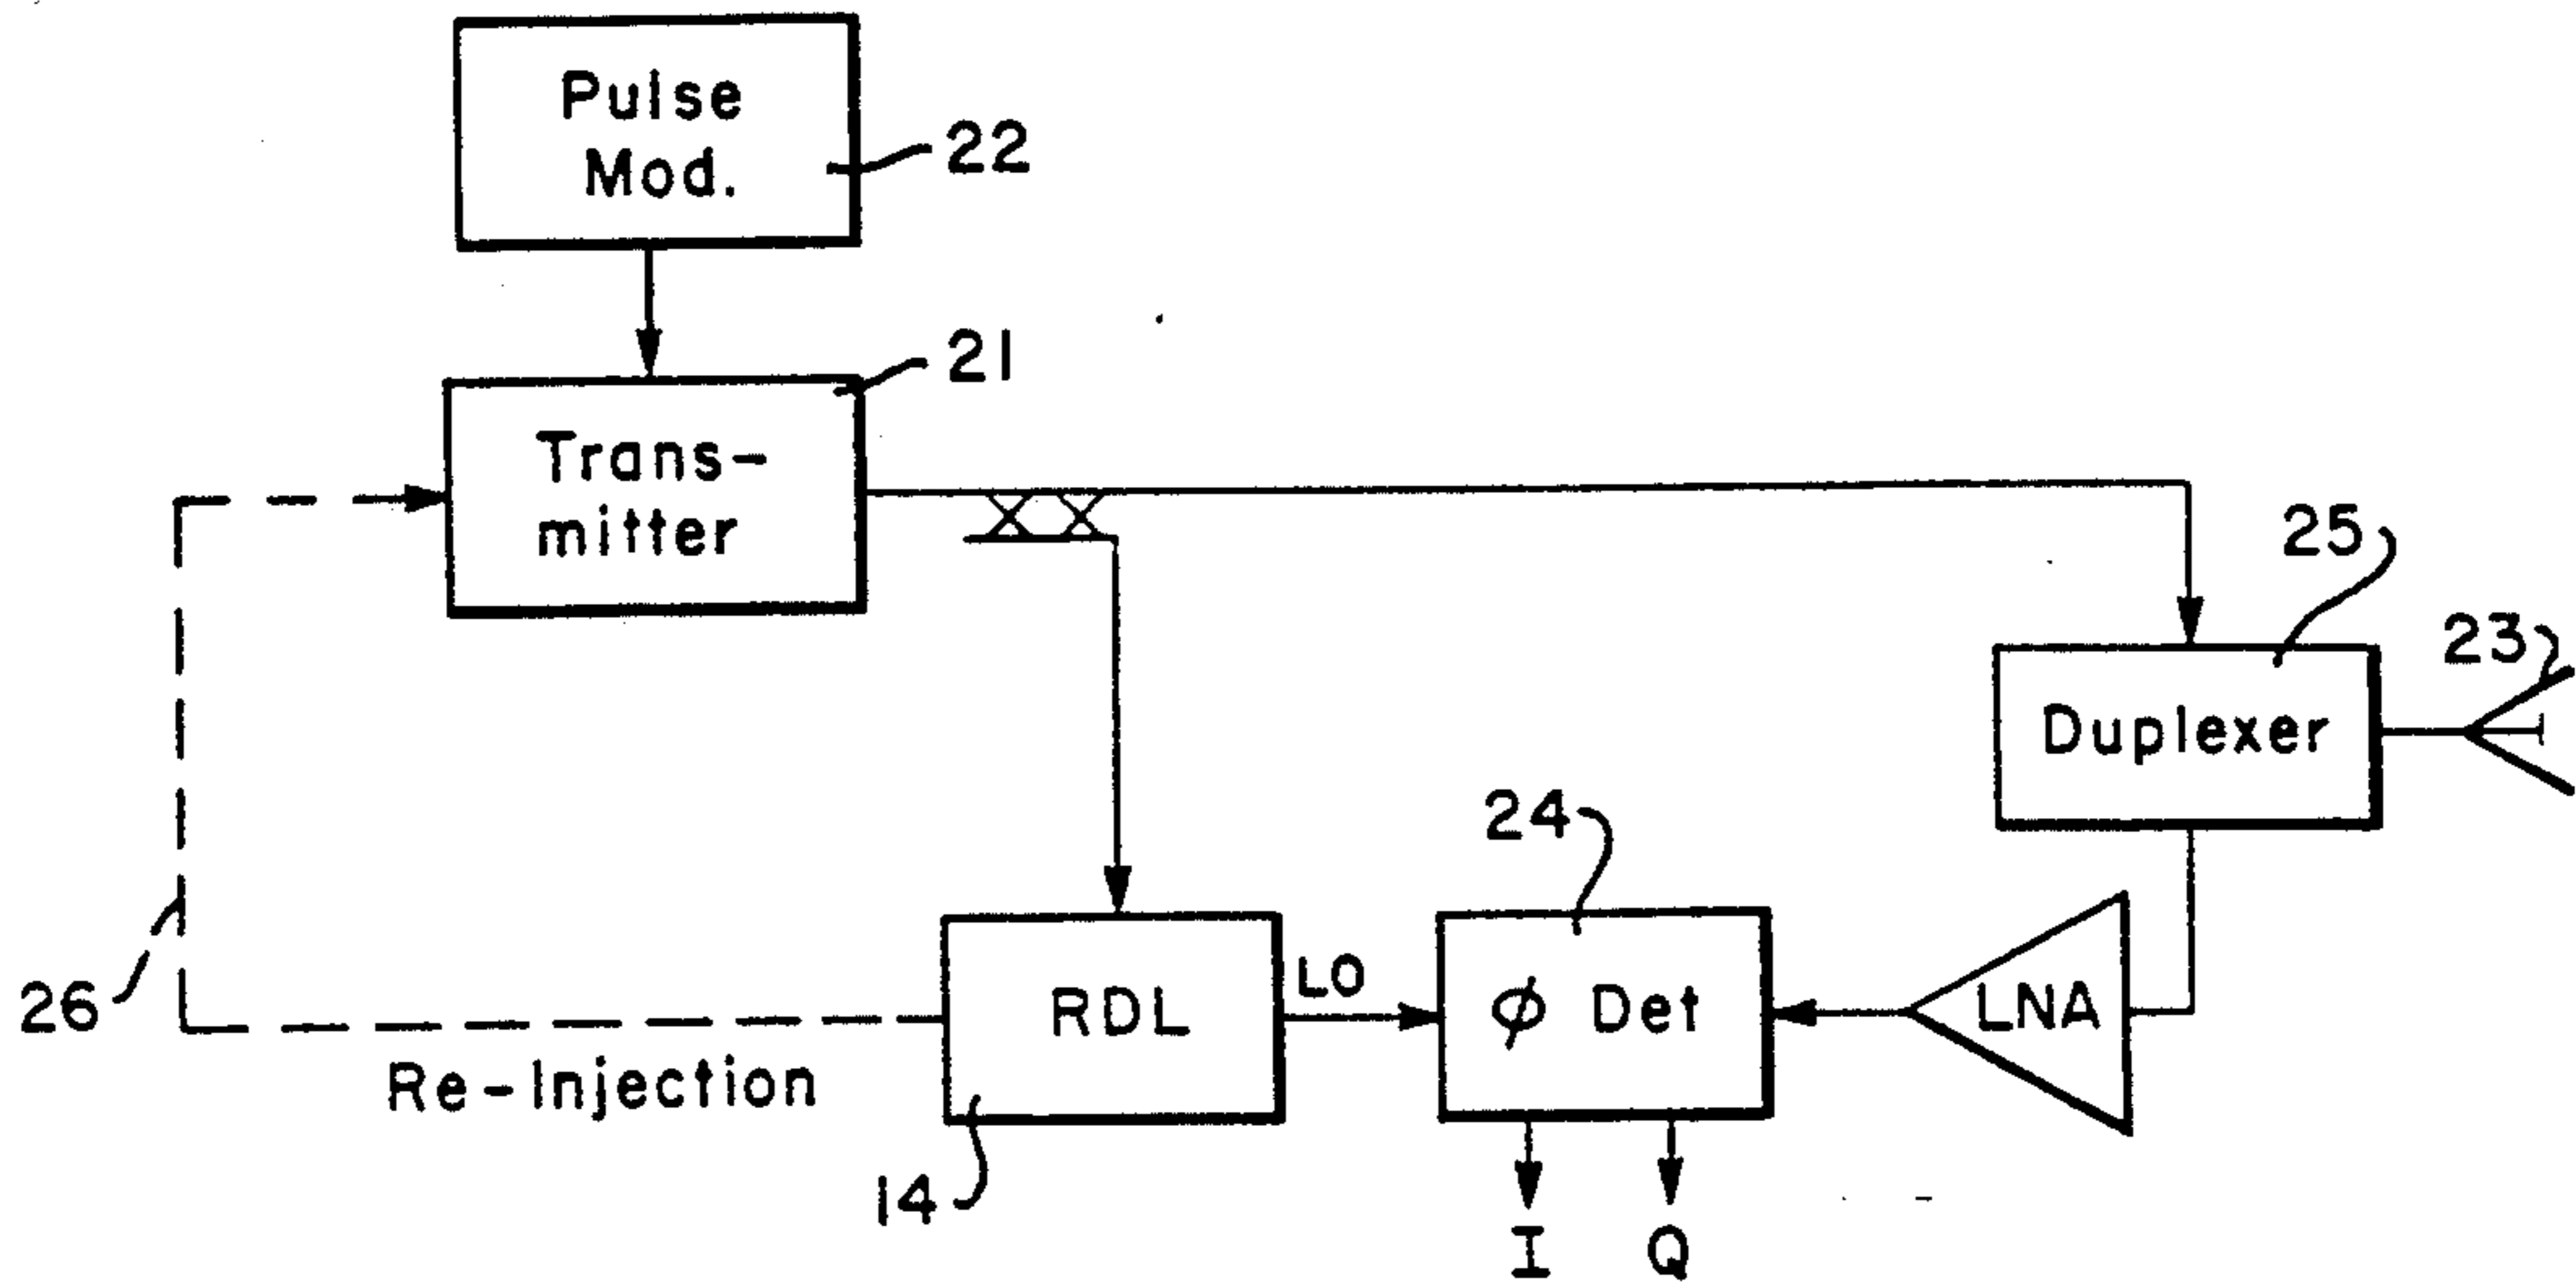 Pulse
Mod.
22
21
Trans-
mitter
25
23
Duplexer
24
26
Re-Injection
RDL
LO
φ Det
LNA
14
I
Q